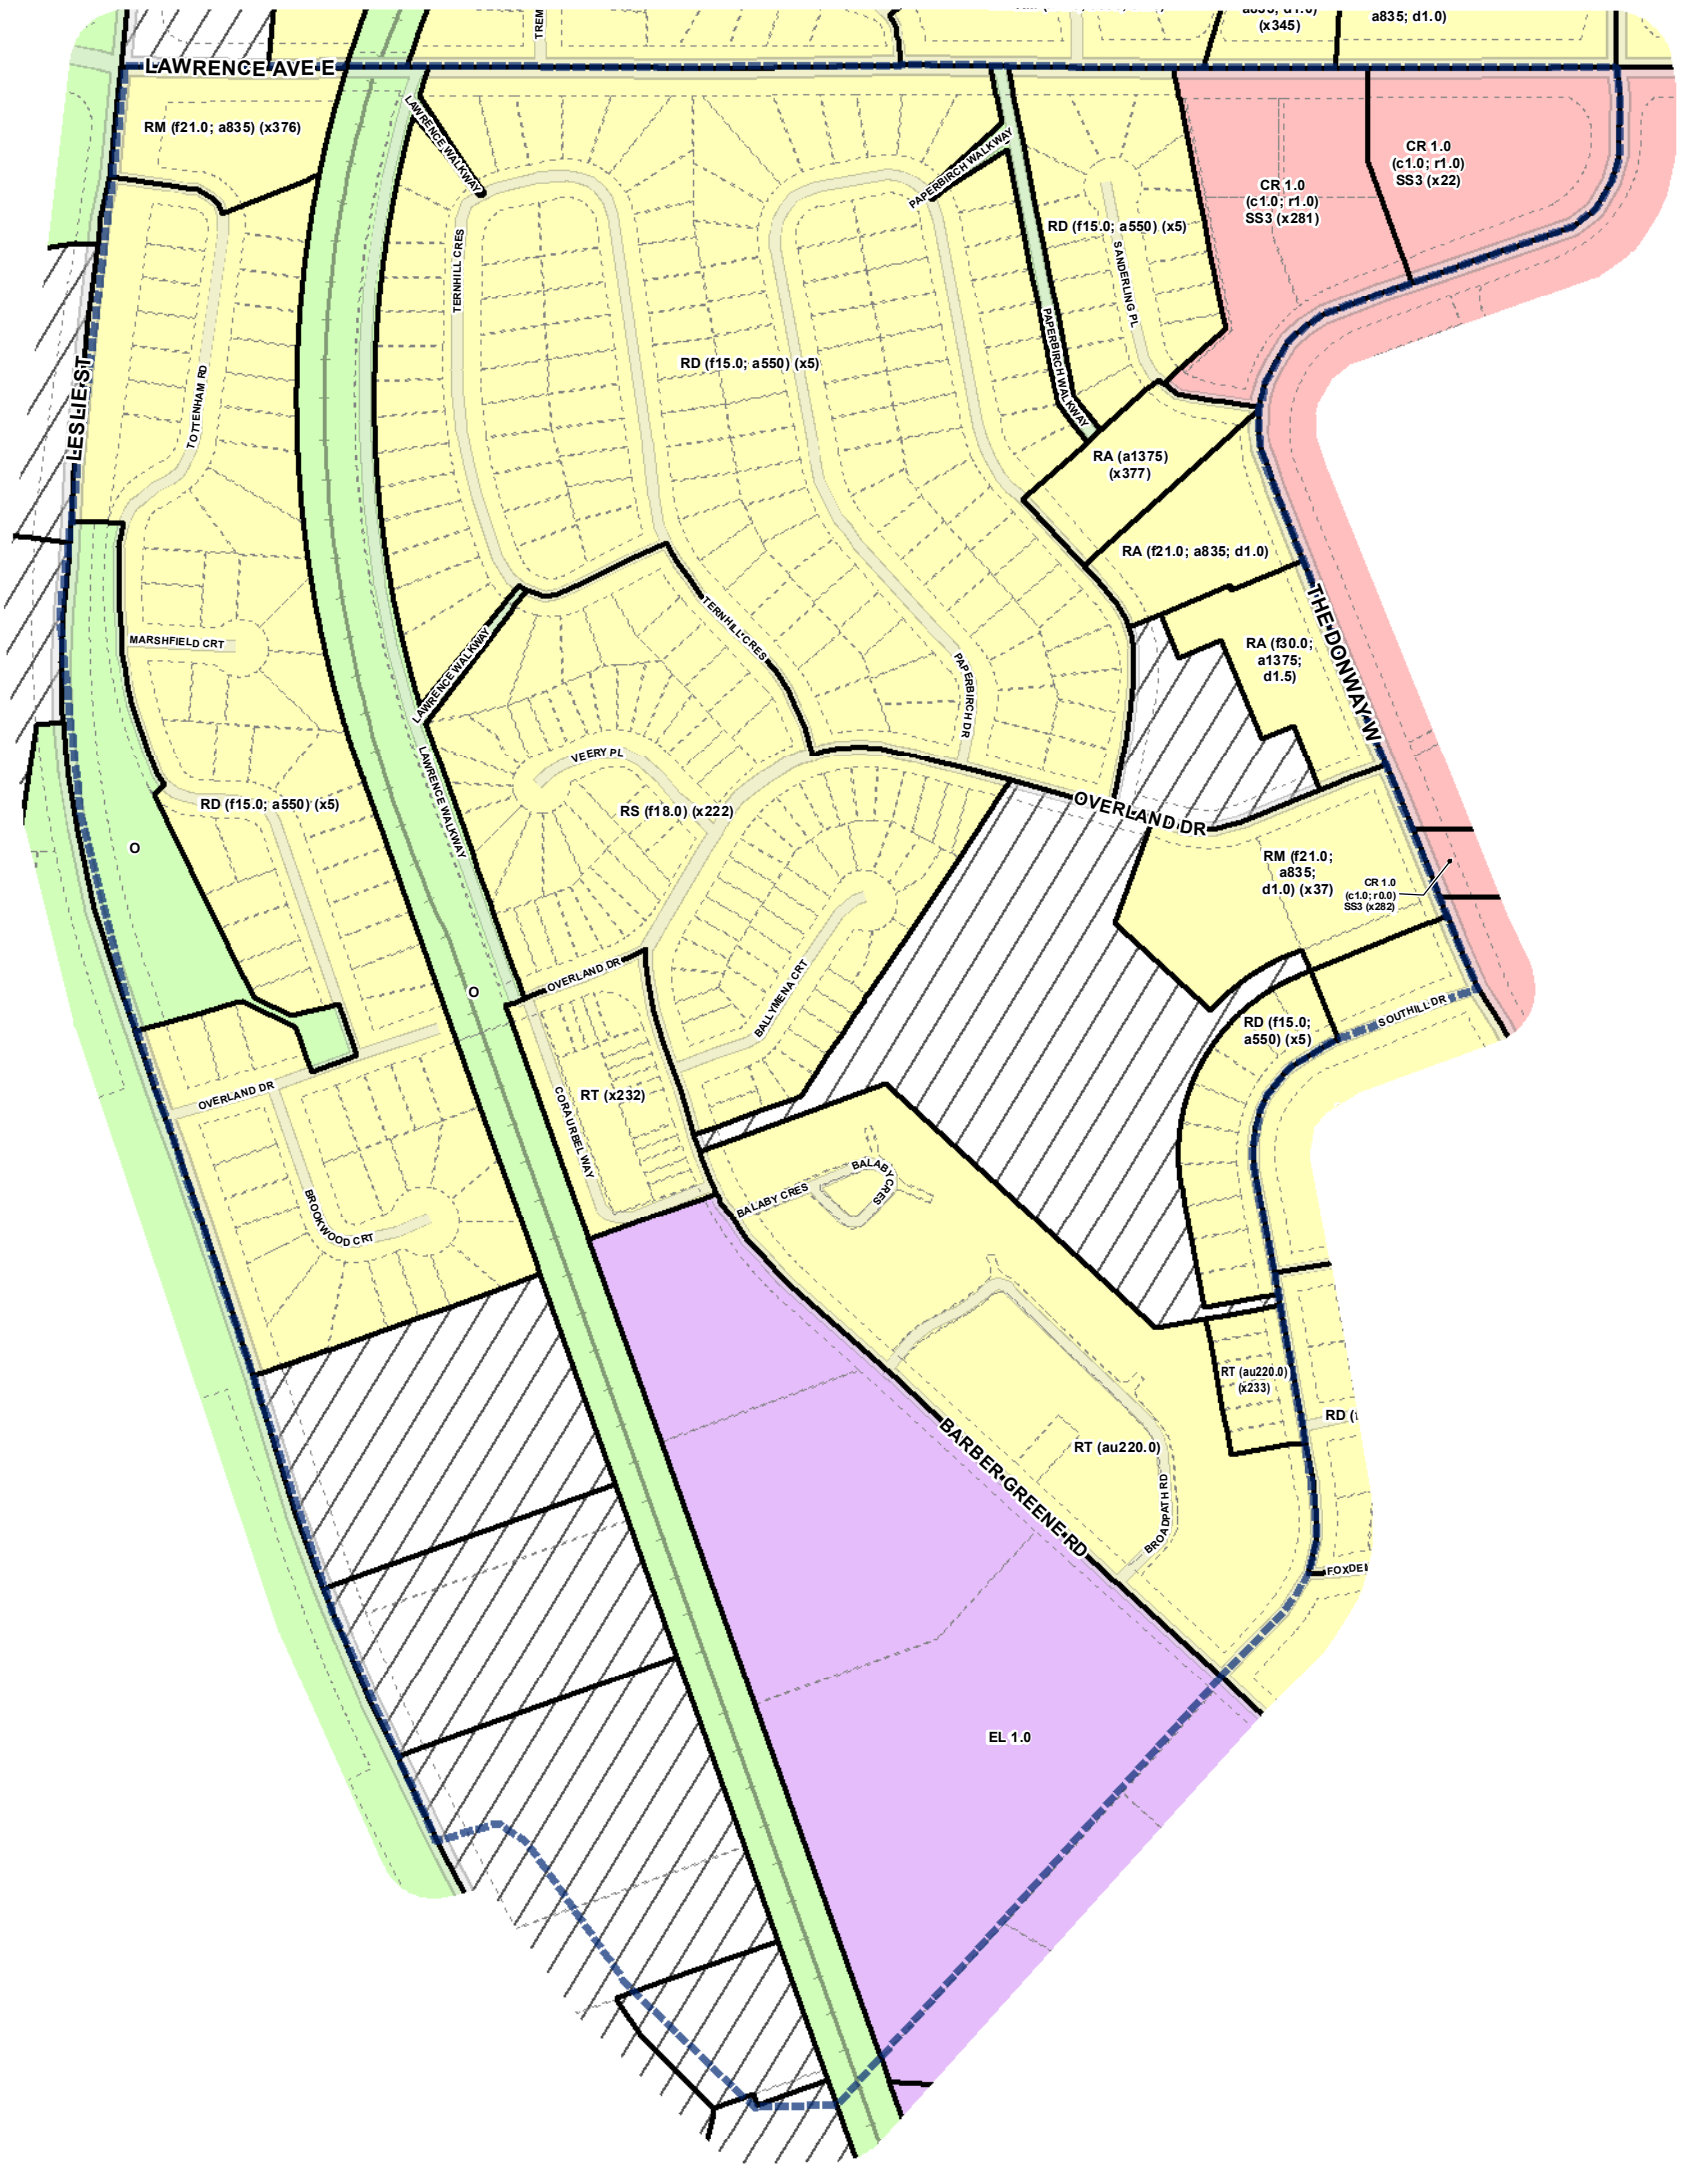 TREM
a835; d1.0)
(x345)
a835; d1.0)
LAWRENCE AVE E
RM (f21.0; a835) (x376)
LAWRENCE WALKWAY
PAPERBIRCH WALKWAY
CR 1.0
(c1.0; r1.0)
SS3 (x22)
CR 1.0
(c1.0; r1.0)
SS3 (x281)
RD (f15.0; a550) (x5)
TERNHILL CRES
SANDERLING PL
PAPERBIRCH WALKWAY
RD (f15.0; a550) (x5)
LESLIE ST
TOTTENHAM RD
RA (a1375)
(x377)
RA (f21.0; a835; d1.0)
MARSHFIELD CRT
TERNHILL CRES
LAWRENCE WALKWAY
PAPERBIRCH DR
RA (f30.0;
a1375;
d1.5)
THE DONWAY W
VEERY PL
LAWRENCE WALKWAY
RD (f15.0; a550) (x5)
RS (f18.0) (x222)
OVERLAND DR
O
RM (f21.0;
a835;
d1.0) (x37)
CR 1.0
(c1.0; r0.0)
SS3 (x282)
OVERLAND DR
O
BALLYMENA CRT
SOUTHILL DR
RD (f15.0;
a550) (x5)
OVERLAND DR
CORA URBEL WAY
RT (x232)
BALABY CRES
BALABY CRES
BROOKWOOD CRT
RT (au220.0)
(x233)
RD (
BARBER GREENE RD
RT (au220.0)
BROADPATH RD
FOXDEN
EL 1.0